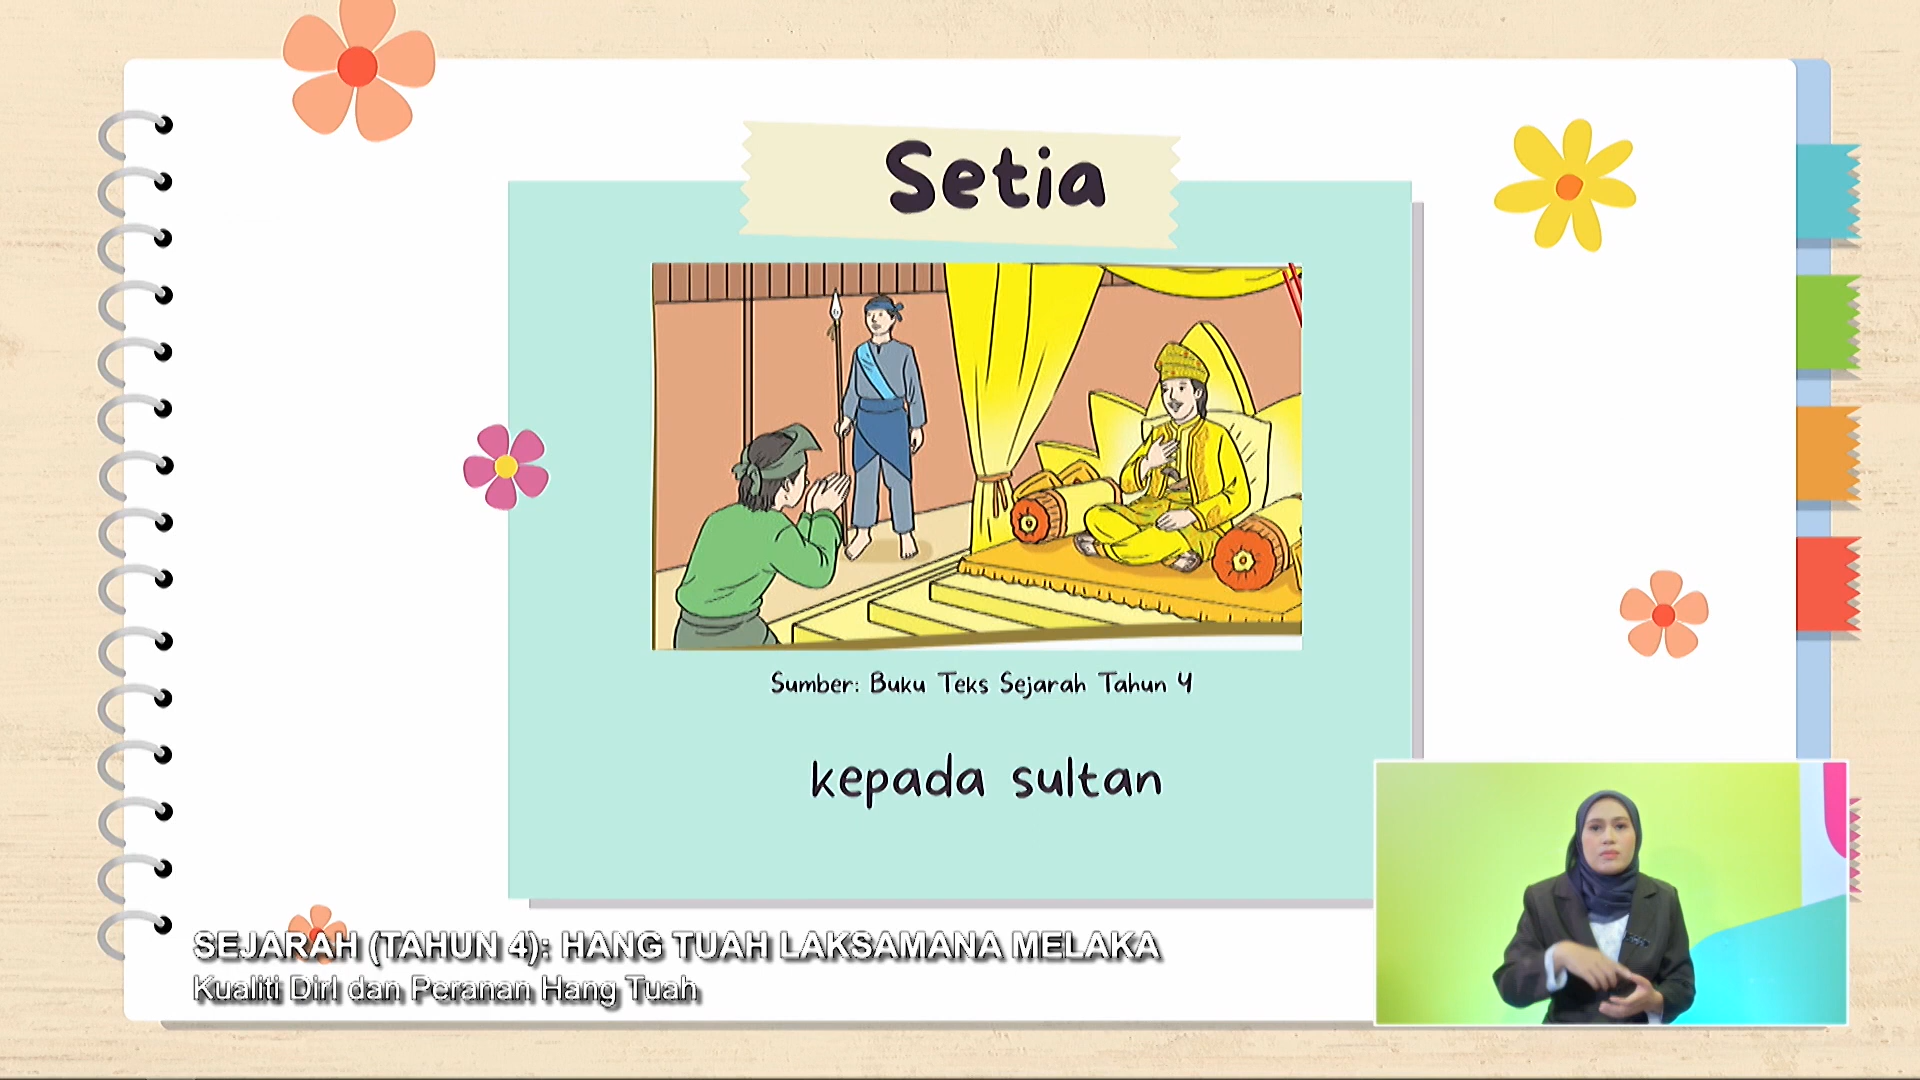 Setia
Sumber: Buku Teks Sejarah Tahun 4
kepada sultan
SEJARAH (TAHUN 4): HANG TUAH LAKSAMANA MELAKA
Kualiti Diri dan Peranan Hang Tuah